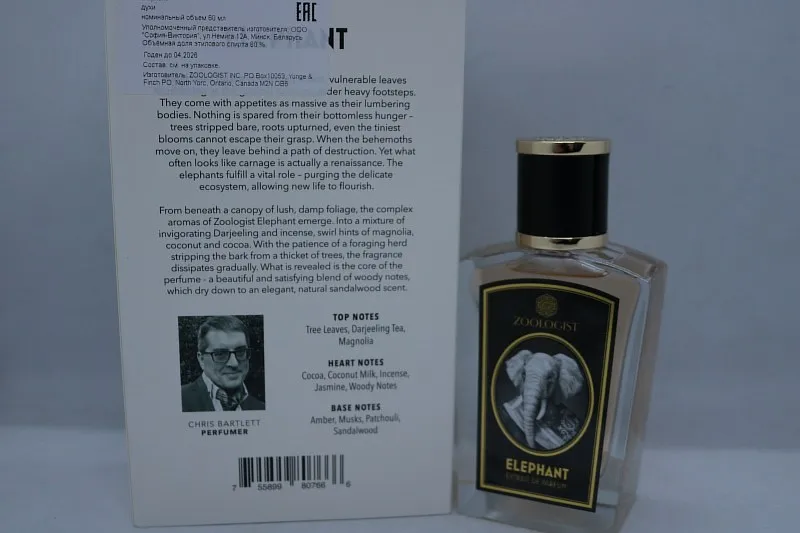 духи
номинальный объем 60 мл
Уполномоченный представитель изготовителя: ООО
"София-Виктория", ул Немига 12А, Минск, Беларусь
Объемная доля этилового спирта 80 %.
Годен до 04.2026
Состав: см. на упаковке.
Изготовитель: ZOOLOGIST INC. PO Box10053, Yonge &
Finch PO, North York, Ontario, Canada M2N 0B6
EAC
NT
vulnerable leaves
heavy footsteps.
They come with appetites as massive as their lumbering
bodies. Nothing is spared from their bottomless hunger –
trees stripped bare, roots upturned, even the tiniest
blooms cannot escape their grasp. When the behemoths
move on, they leave behind a path of destruction. Yet what
often looks like carnage is actually a renaissance. The
elephants fulfill a vital role – purging the delicate
ecosystem, allowing new life to flourish.
From beneath a canopy of lush, damp foliage, the complex
aromas of Zoologist Elephant emerge. Into a mixture of
invigorating Darjeeling and incense, swirl hints of magnolia,
coconut and cocoa. With the patience of a foraging herd
stripping the bark from a thicket of trees, the fragrance
dissipates gradually. What is revealed is the core of the
perfume - a beautiful and satisfying blend of woody notes,
which dry down to an elegant, natural sandalwood scent.
TOP NOTES
Tree Leaves, Darjeeling Tea,
Magnolia
HEART NOTES
Cocoa, Coconut Milk, Incense,
Jasmine, Woody Notes
BASE NOTES
Amber, Musks, Patchouli,
Sandalwood
CHRIS BARTLETT
PERFUMER
7 55899 80766 6
ZOOLOGIST
ELEPHANT
EXTRAIT DE PARFUM